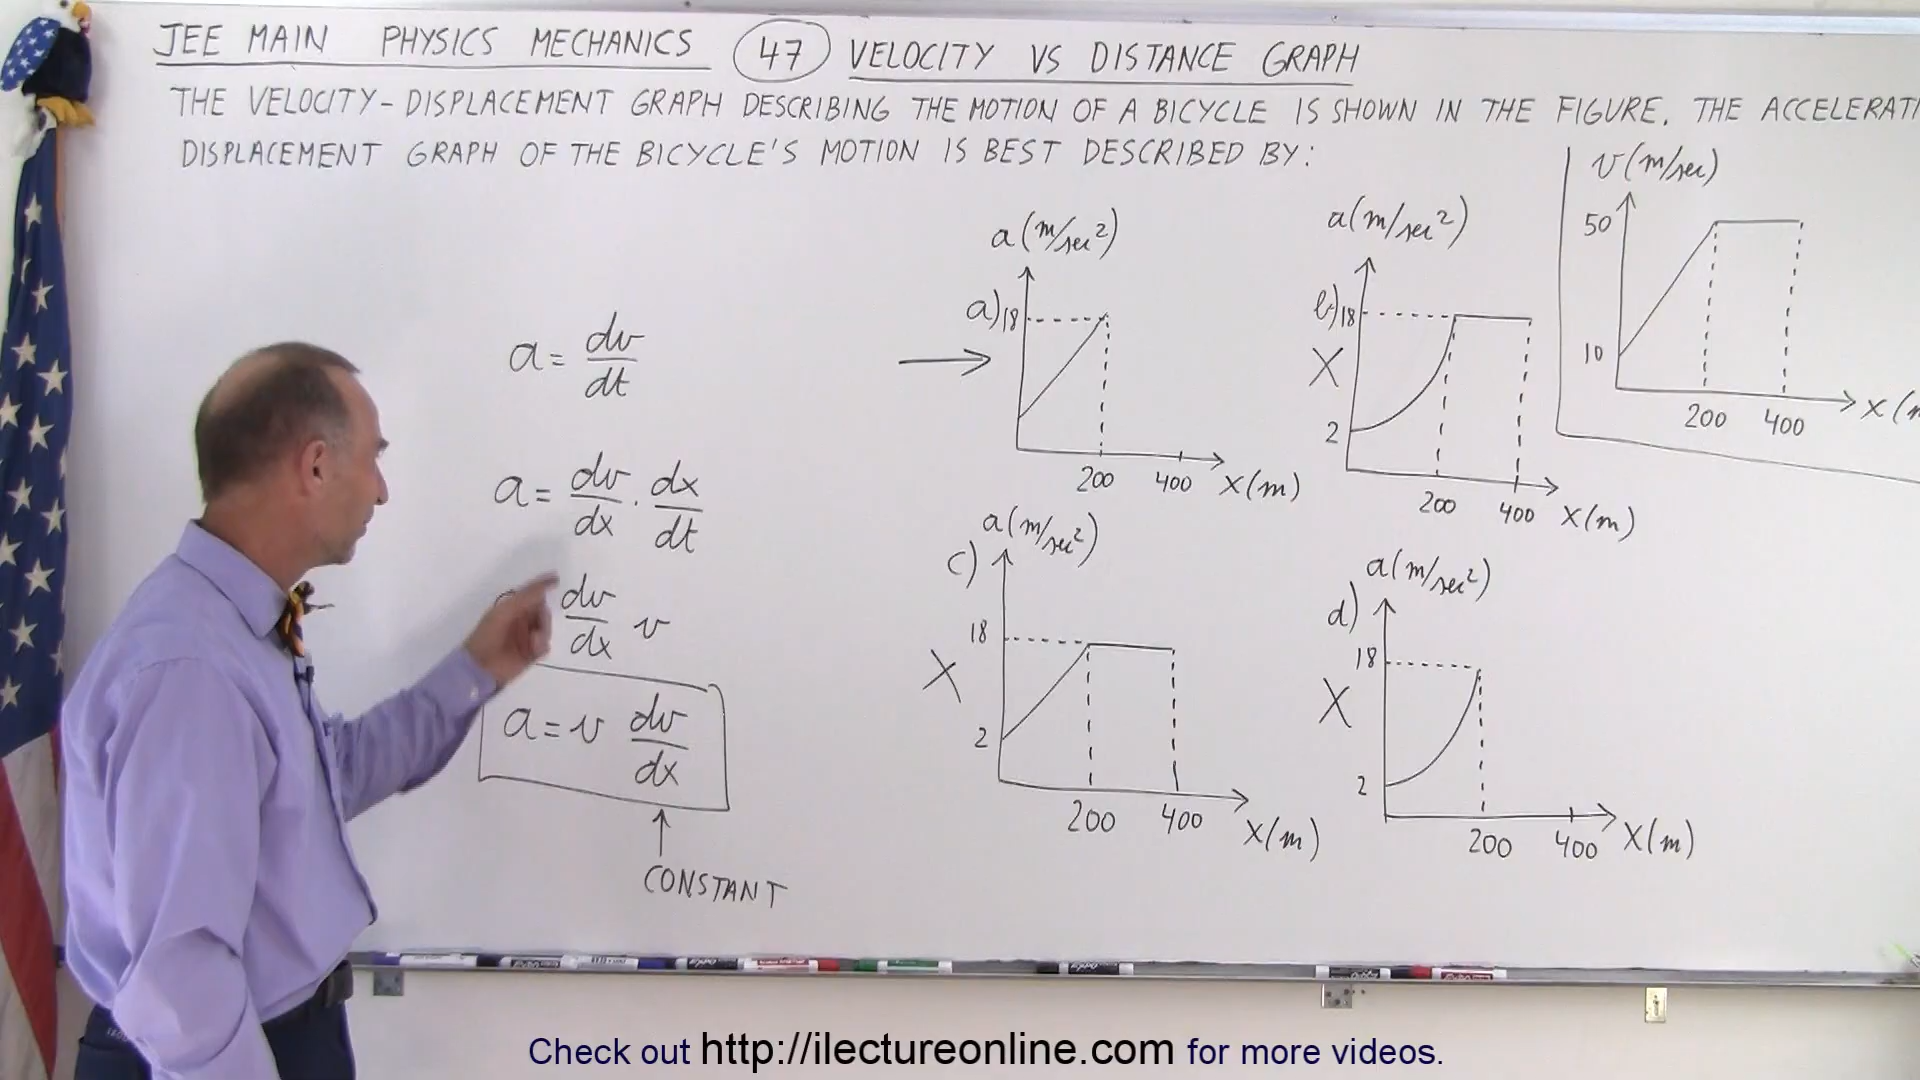 JEE MAIN PHYSICS MECHANICS 47 VELOCITY VS DISTANCE GRAPH
THE VELOCITY-DISPLACEMENT GRAPH DESCRIBING THE MOTION OF A BICYCLE IS SHOWN IN THE FIGURE. THE ACCELERATI
DISPLACEMENT GRAPH OF THE BICYCLE'S MOTION IS BEST DESCRIBED BY:
v(m/sec)
50
10
200 400 X(m
a = dv/dt
a = dv/dx · dx/dt
dv/dx v
a = v dv/dx
CONSTANT
a(m/sec²)
a) 18
200 400 X(m)
a(m/sec²)
b) 18
X
2
200 400 X(m)
a(m/sec²)
c)
18
X
2
200 400 X(m)
a(m/sec²)
d)
18
X
2
200 400 X(m)
Check out http://ilectureonline.com for more videos.